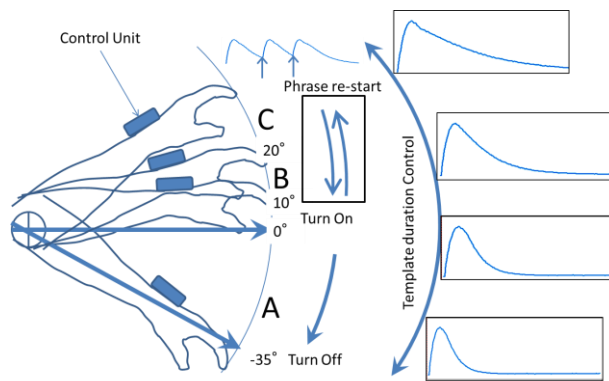 Control Unit
Phrase re-start
C
20°
B
10°
Turn On
0°
Template duration Control
A
-35°
Turn Off